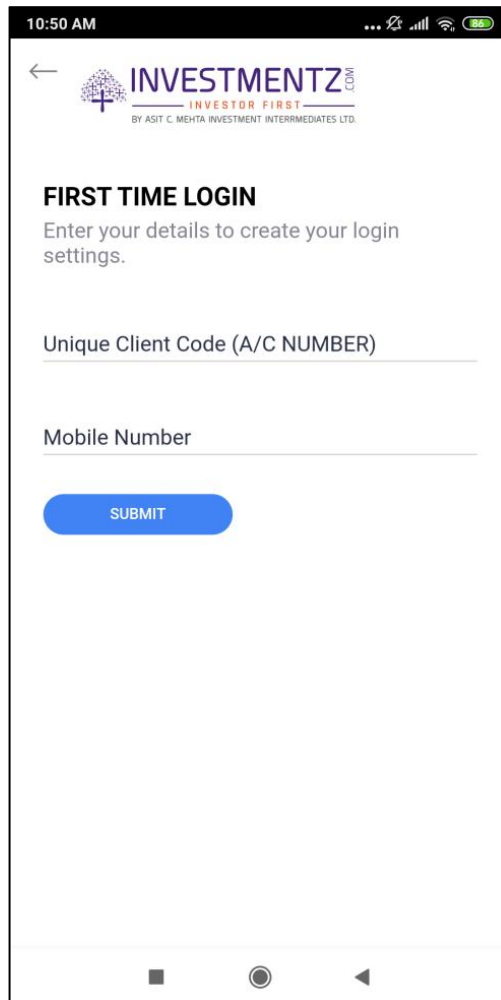 10:50 AM
86
INVESTMENTZ.COM
INVESTOR FIRST
BY ASIT C. MEHTA INVESTMENT INTERRMEDIATES LTD.
FIRST TIME LOGIN
Enter your details to create your login
settings.
Unique Client Code (A/C NUMBER)
Mobile Number
SUBMIT